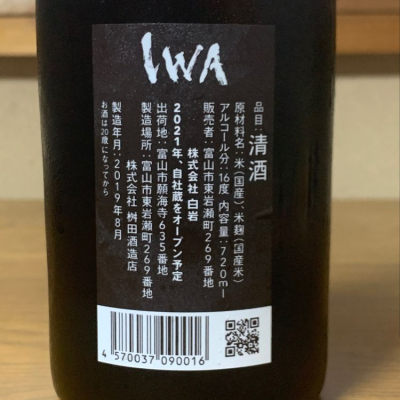 IWA
品目：清酒
原材料名：米（国産）、米麹（国産米）
アルコール分：16度 内容量：720ml
販売者：富山市東岩瀬町269番地
株式会社 白岩
2021年、自社蔵をオープン予定
出荷地：富山市願海寺635番地
製造場所：富山市東岩瀬町269番地
株式会社 桝田酒造店
製造年月：2019年8月
お酒は20歳になってから
4 570037 090016